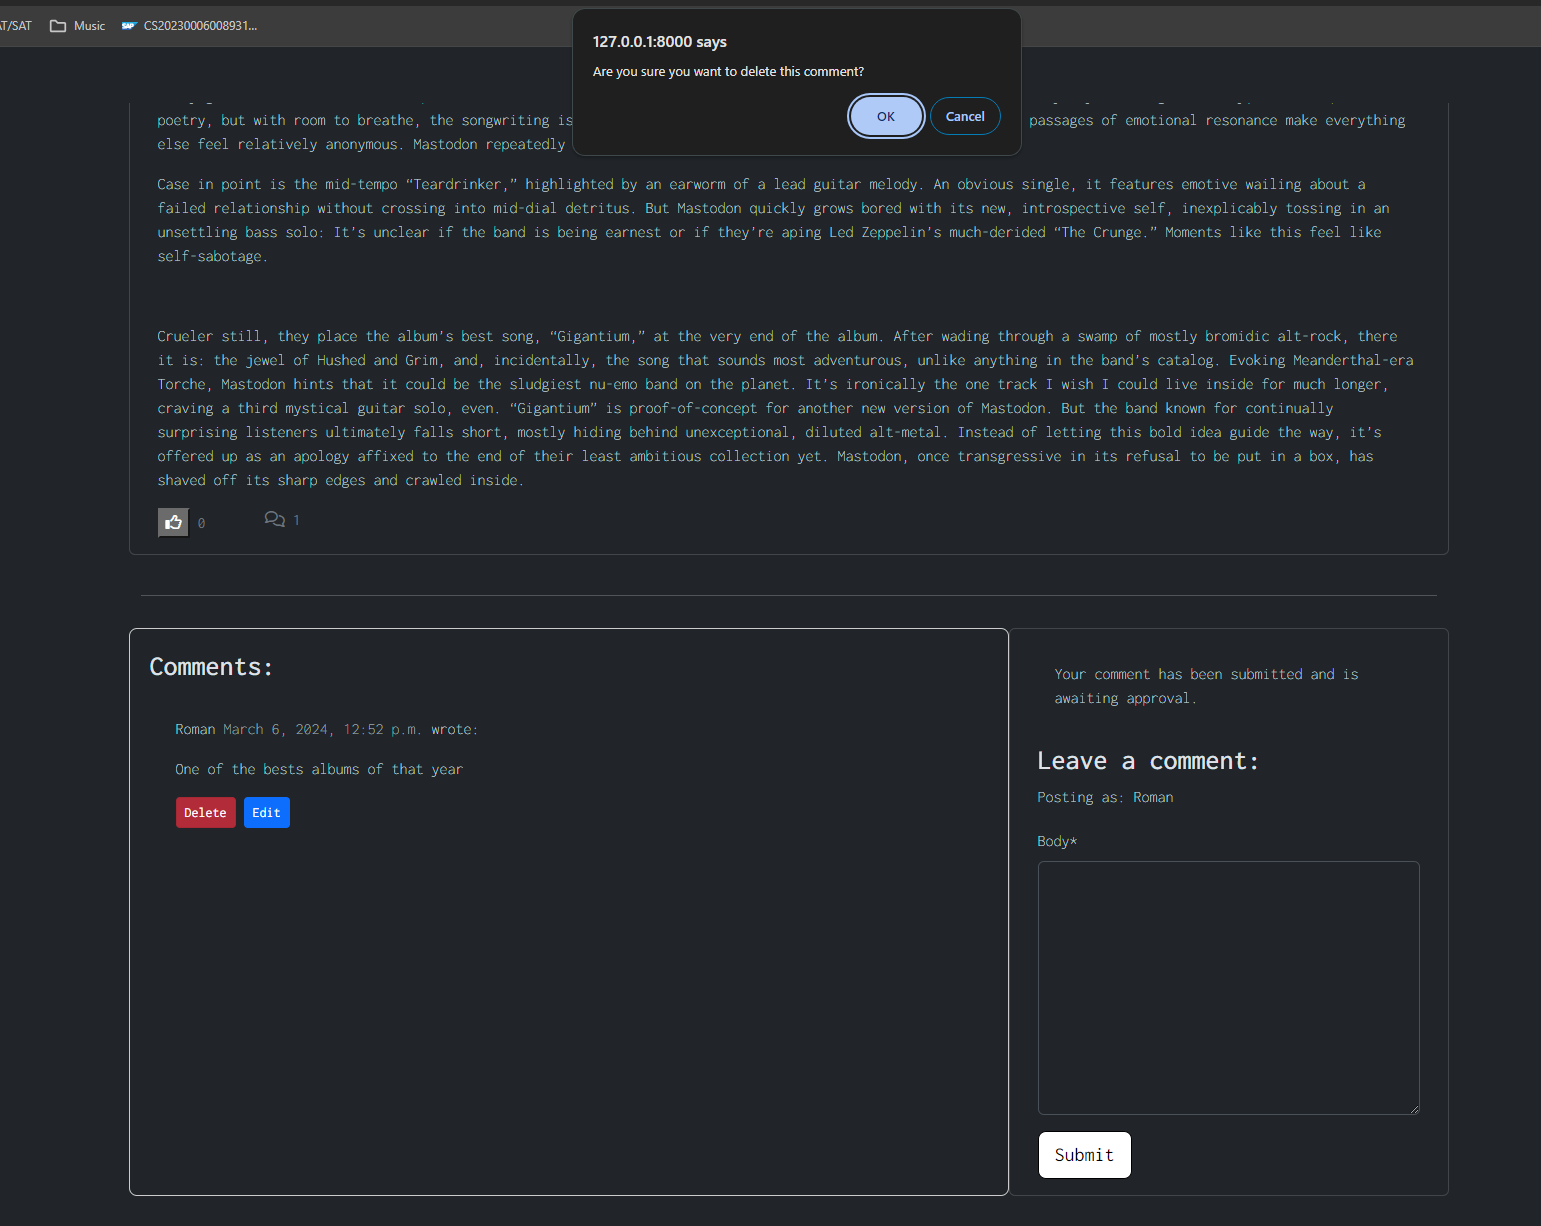 AT/SAT Music SAP CS20230006008931...
127.0.0.1:8000 says
Are you sure you want to delete this comment?
OK Cancel
poetry, but with room to breathe, the songwriting is passages of emotional resonance make everything
else feel relatively anonymous. Mastodon repeatedly
Case in point is the mid-tempo “Teardrinker,” highlighted by an earworm of a lead guitar melody. An obvious single, it features emotive wailing about a
failed relationship without crossing into mid-dial detritus. But Mastodon quickly grows bored with its new, introspective self, inexplicably tossing in an
unsettling bass solo: It’s unclear if the band is being earnest or if they’re aping Led Zeppelin’s much-derided “The Crunge.” Moments like this feel like
self-sabotage.
Crueler still, they place the album’s best song, “Gigantium,” at the very end of the album. After wading through a swamp of mostly bromidic alt-rock, there
it is: the jewel of Hushed and Grim, and, incidentally, the song that sounds most adventurous, unlike anything in the band’s catalog. Evoking Meanderthal-era
Torche, Mastodon hints that it could be the sludgiest nu-emo band on the planet. It’s ironically the one track I wish I could live inside for much longer,
craving a third mystical guitar solo, even. “Gigantium” is proof-of-concept for another new version of Mastodon. But the band known for continually
surprising listeners ultimately falls short, mostly hiding behind unexceptional, diluted alt-metal. Instead of letting this bold idea guide the way, it’s
offered up as an apology affixed to the end of their least ambitious collection yet. Mastodon, once transgressive in its refusal to be put in a box, has
shaved off its sharp edges and crawled inside.
0 1
Comments:
Roman March 6, 2024, 12:52 p.m. wrote:
One of the bests albums of that year
Delete Edit
Your comment has been submitted and is
awaiting approval.
Leave a comment:
Posting as: Roman
Body*
Submit